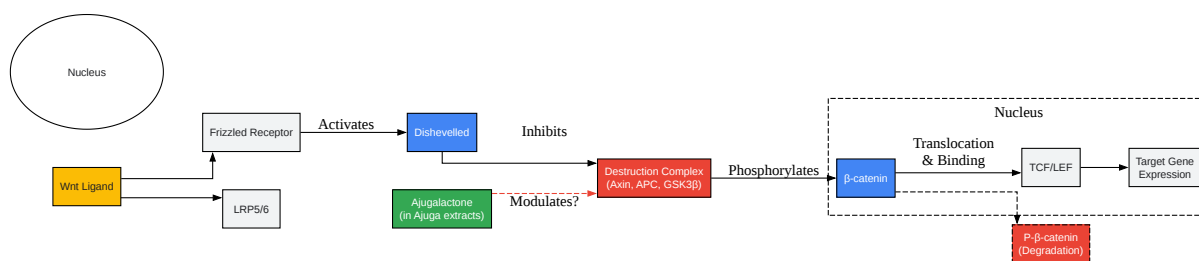 Nucleus
Wnt Ligand
Frizzled Receptor
LRP5/6
Activates
Dishevelled
Inhibits
Ajugalactone
(in Ajuga extracts)
Modulates?
Destruction Complex
(Axin, APC, GSK3β)
Phosphorylates
Nucleus
β-catenin
Translocation
& Binding
TCF/LEF
Target Gene
Expression
P-β-catenin
(Degradation)